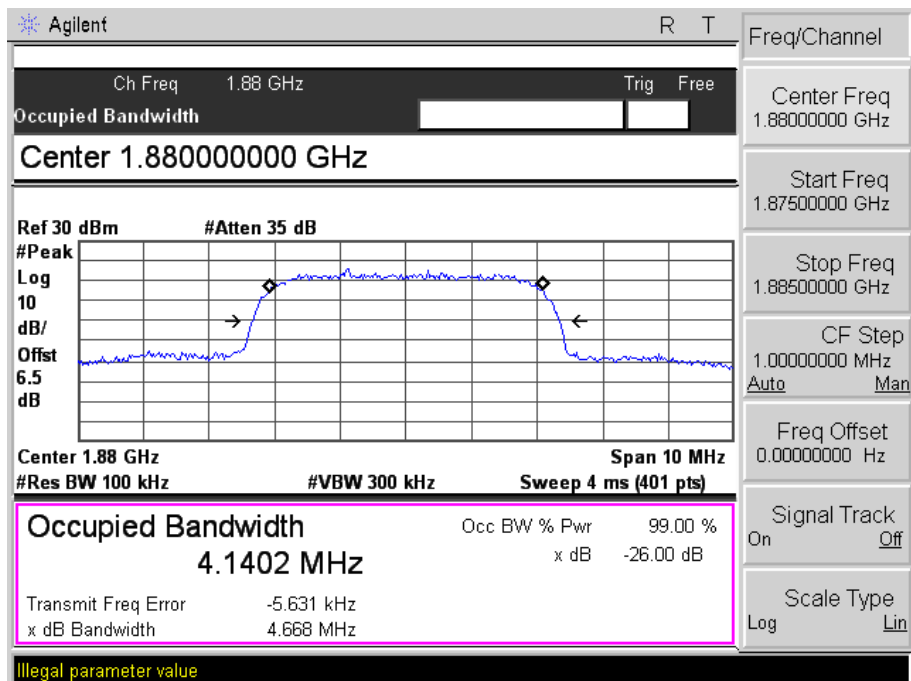 Agilent R T
Ch Freq 1.88 GHz Trig Free
Occupied Bandwidth
Center 1.880000000 GHz
Ref 30 dBm #Atten 35 dB
#Peak
Log
10
dB/
Offst
6.5
dB
Center 1.88 GHz Span 10 MHz
#Res BW 100 kHz #VBW 300 kHz Sweep 4 ms (401 pts)
Occupied Bandwidth Occ BW % Pwr 99.00 %
4.1402 MHz x dB -26.00 dB
Transmit Freq Error -5.631 kHz
x dB Bandwidth 4.668 MHz
Illegal parameter value
Freq/Channel
Center Freq
1.88000000 GHz
Start Freq
1.87500000 GHz
Stop Freq
1.88500000 GHz
CF Step
1.00000000 MHz
Auto Man
Freq Offset
0.00000000 Hz
Signal Track
On Off
Scale Type
Log Lin